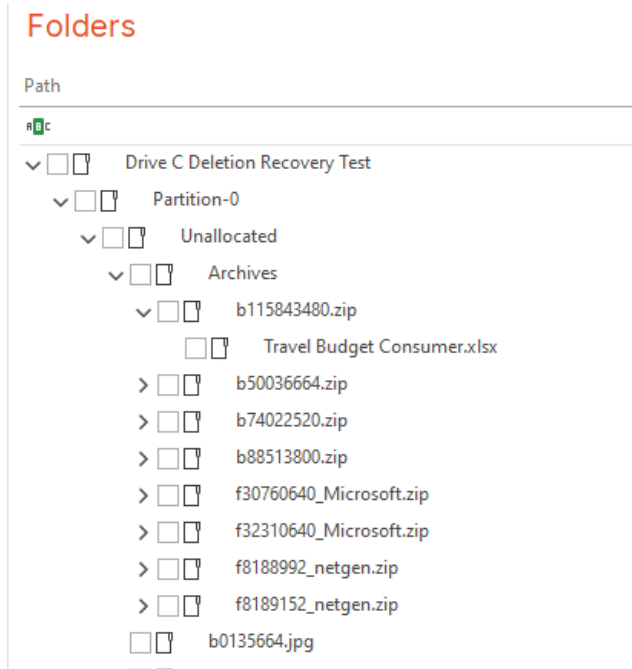 Folders
Path
ABC
Drive C Deletion Recovery Test
Partition-0
Unallocated
Archives
b115843480.zip
Travel Budget Consumer.xlsx
b50036664.zip
b74022520.zip
b88513800.zip
f30760640_Microsoft.zip
f32310640_Microsoft.zip
f8188992_netgen.zip
f8189152_netgen.zip
b0135664.jpg